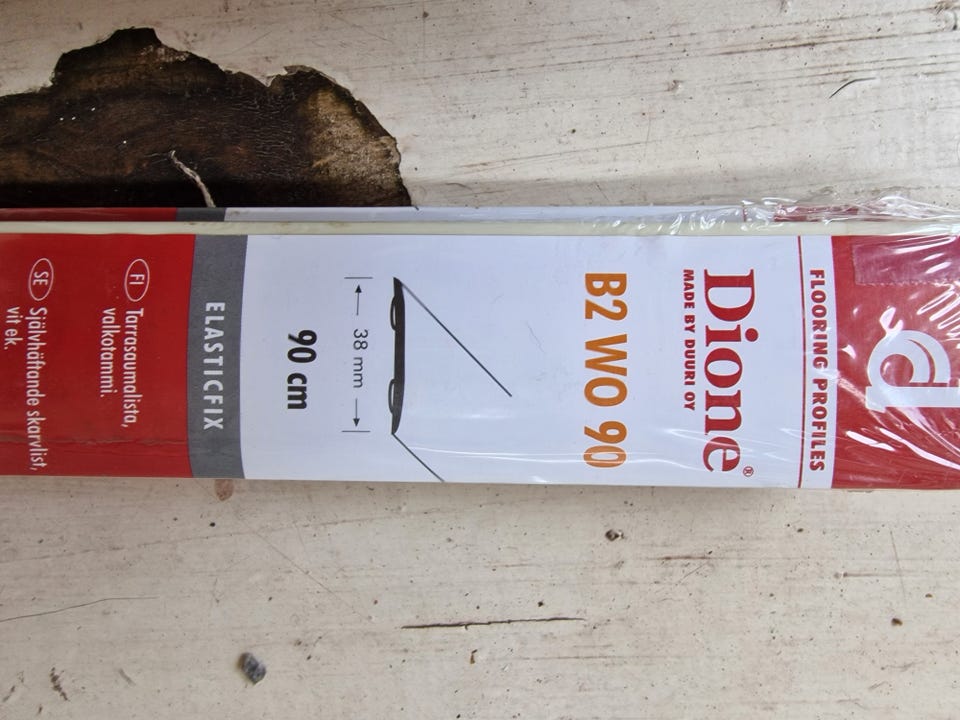 d
FLOORING PROFILES
Dione®
MADE BY DUURI OY
B2 WO 90
38 mm
90 cm
ELASTICFIX
FI Tarrasaumalista,
valkotammi.
SE Självhäftande skarvlist,
vit ek.